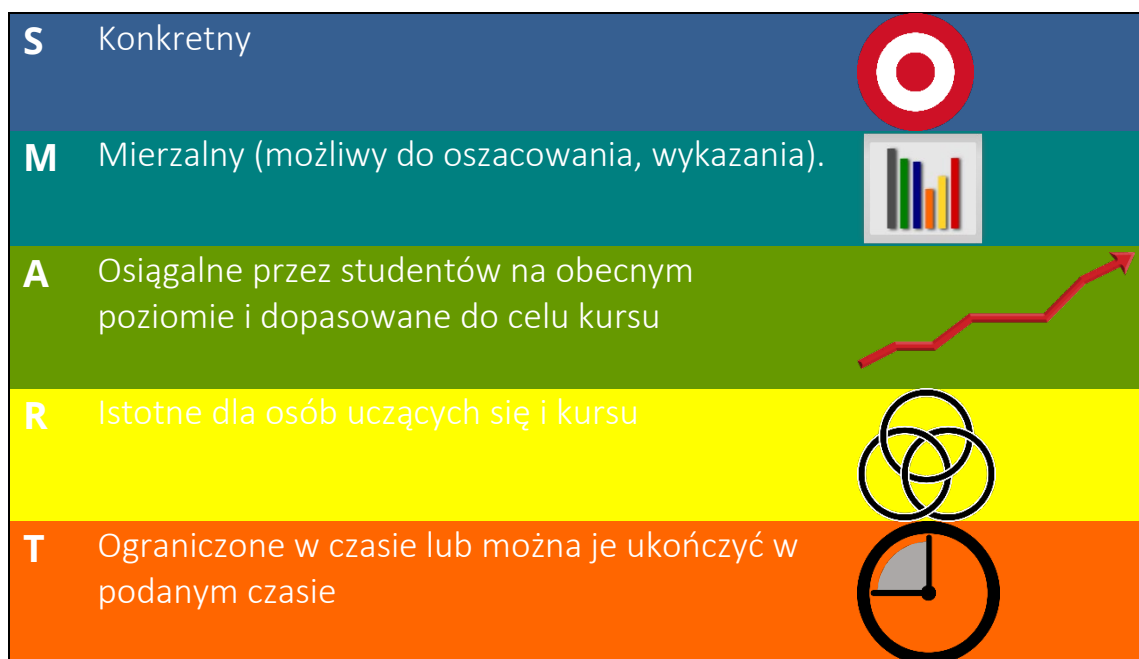 S Konkretny
M Mierzalny (możliwy do oszacowania, wykazania).
A Osiągalne przez studentów na obecnym
poziomie i dopasowane do celu kursu
R Istotne dla osób uczących się i kursu
T Ograniczone w czasie lub można je ukończyć w
podanym czasie